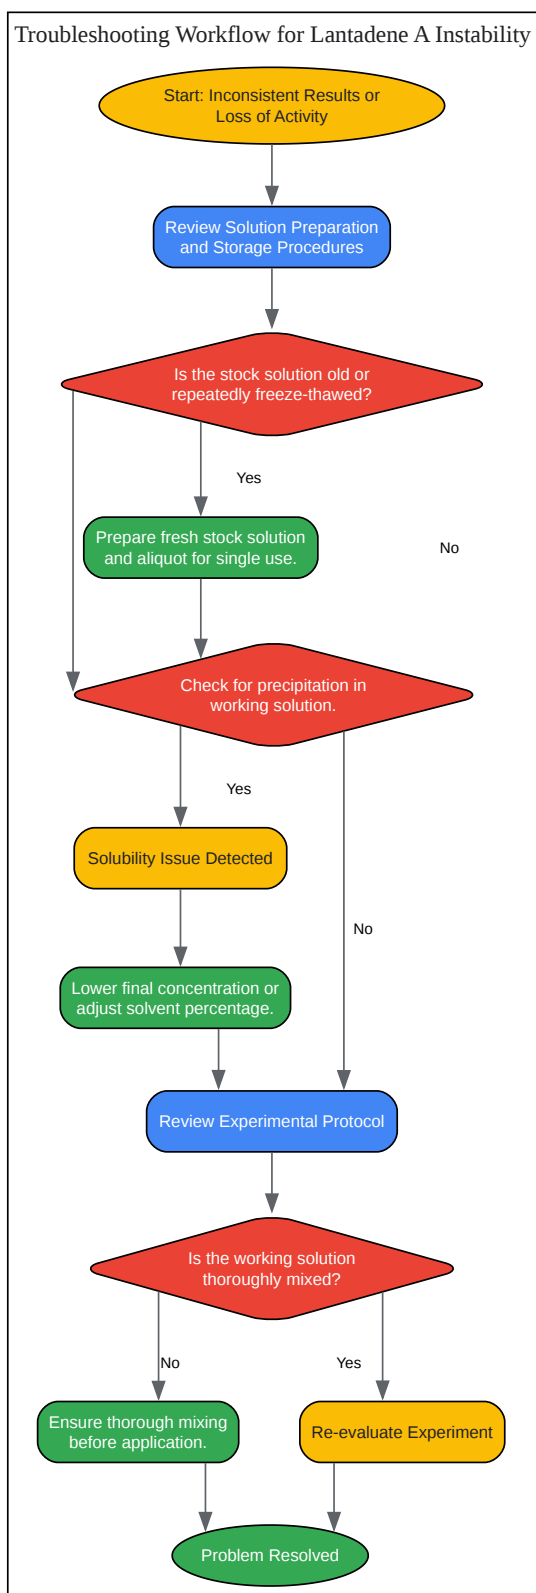 Troubleshooting Workflow for Lantadene A Instability
Start: Inconsistent Results or
Loss of Activity
Review Solution Preparation
and Storage Procedures
Is the stock solution old or
repeatedly freeze-thawed?
Yes
Prepare fresh stock solution
and aliquot for single use.
No
Check for precipitation in
working solution.
Yes
Solubility Issue Detected
No
Lower final concentration or
adjust solvent percentage.
Review Experimental Protocol
Is the working solution
thoroughly mixed?
No
Yes
Ensure thorough mixing
before application.
Re-evaluate Experiment
Problem Resolved